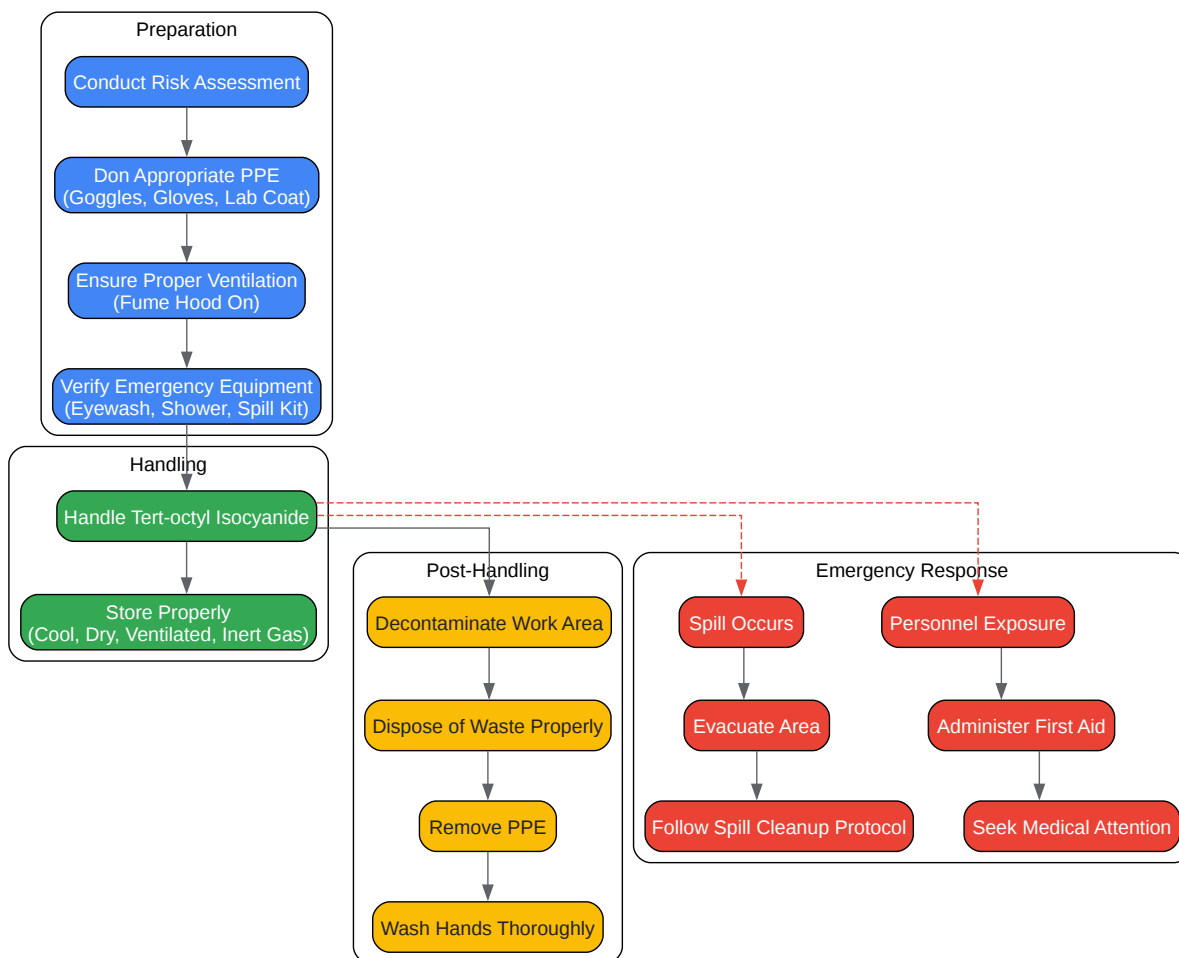 Preparation
Conduct Risk Assessment
Don Appropriate PPE
(Goggles, Gloves, Lab Coat)
Ensure Proper Ventilation
(Fume Hood On)
Verify Emergency Equipment
(Eyewash, Shower, Spill Kit)
Handling
Handle Tert-octyl Isocyanide
Store Properly
(Cool, Dry, Ventilated, Inert Gas)
Post-Handling
Decontaminate Work Area
Dispose of Waste Properly
Remove PPE
Wash Hands Thoroughly
Emergency Response
Spill Occurs
Evacuate Area
Follow Spill Cleanup Protocol
Personnel Exposure
Administer First Aid
Seek Medical Attention